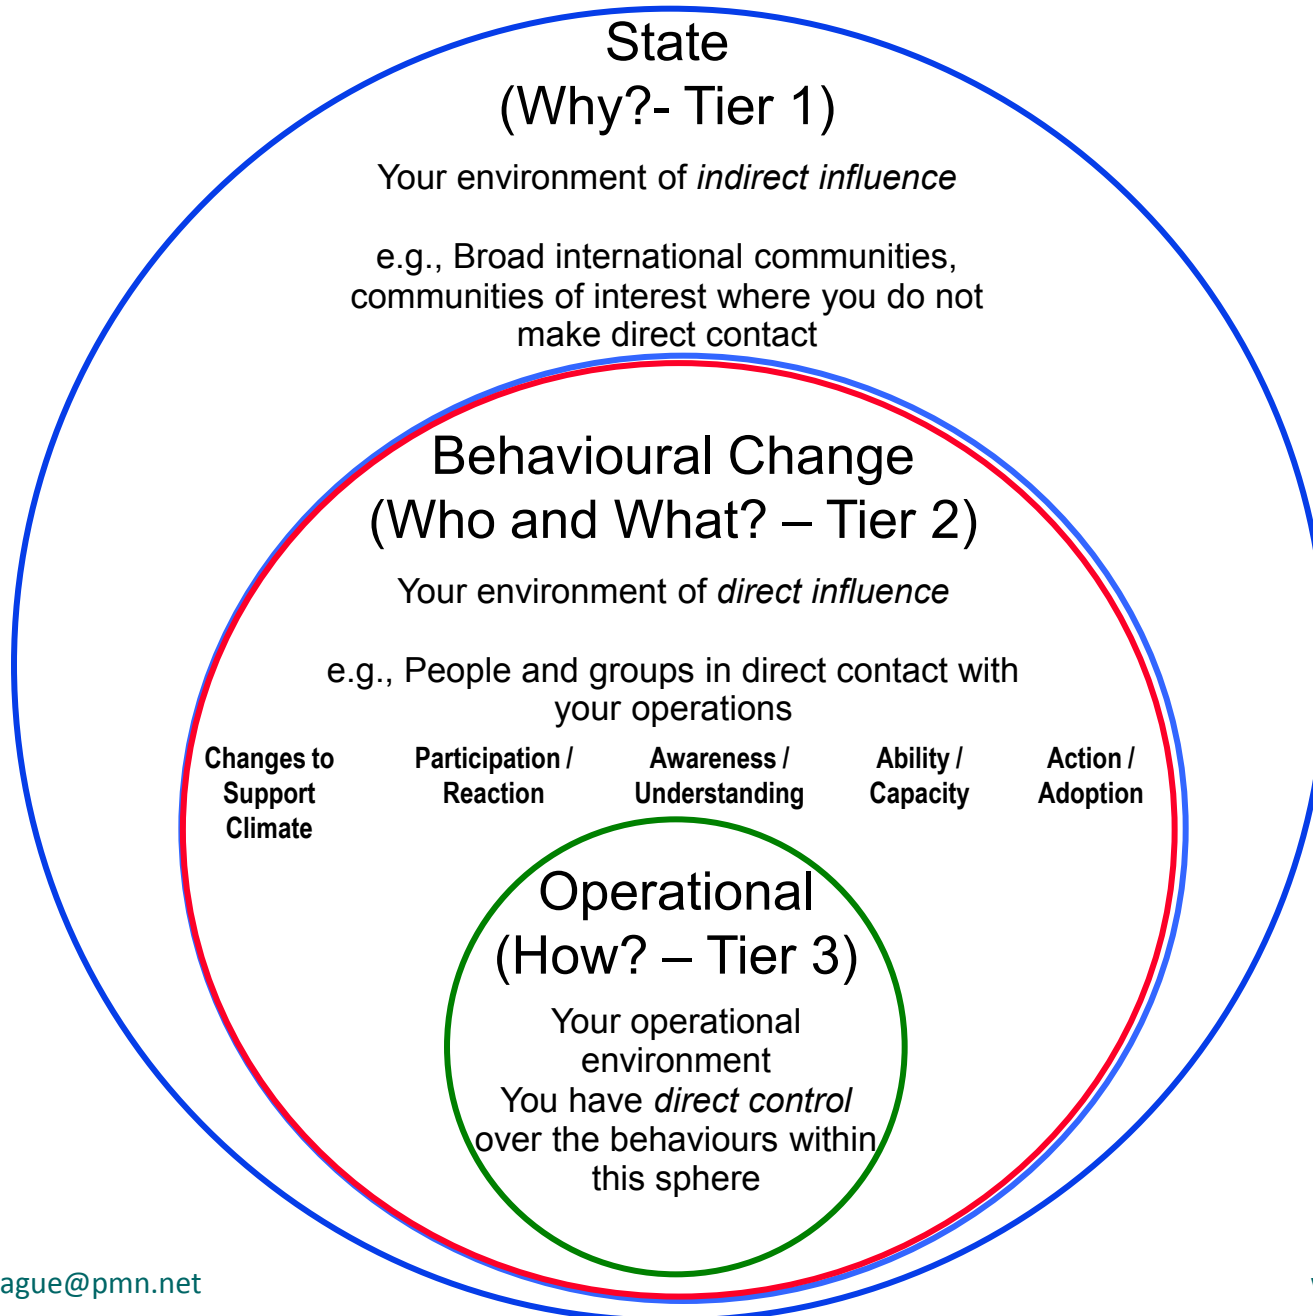 State
(Why?- Tier 1)
Your environment of indirect influence
e.g., Broad international communities,
communities of interest where you do not
make direct contact
Behavioural Change
(Who and What? – Tier 2)
Your environment of direct influence
e.g., People and groups in direct contact with
your operations
Changes to
Support
Climate
Participation /
Reaction
Awareness /
Understanding
Ability /
Capacity
Action /
Adoption
Operational
(How? – Tier 3)
Your operational
environment
You have direct control
over the behaviours within
this sphere
ague@pmn.net